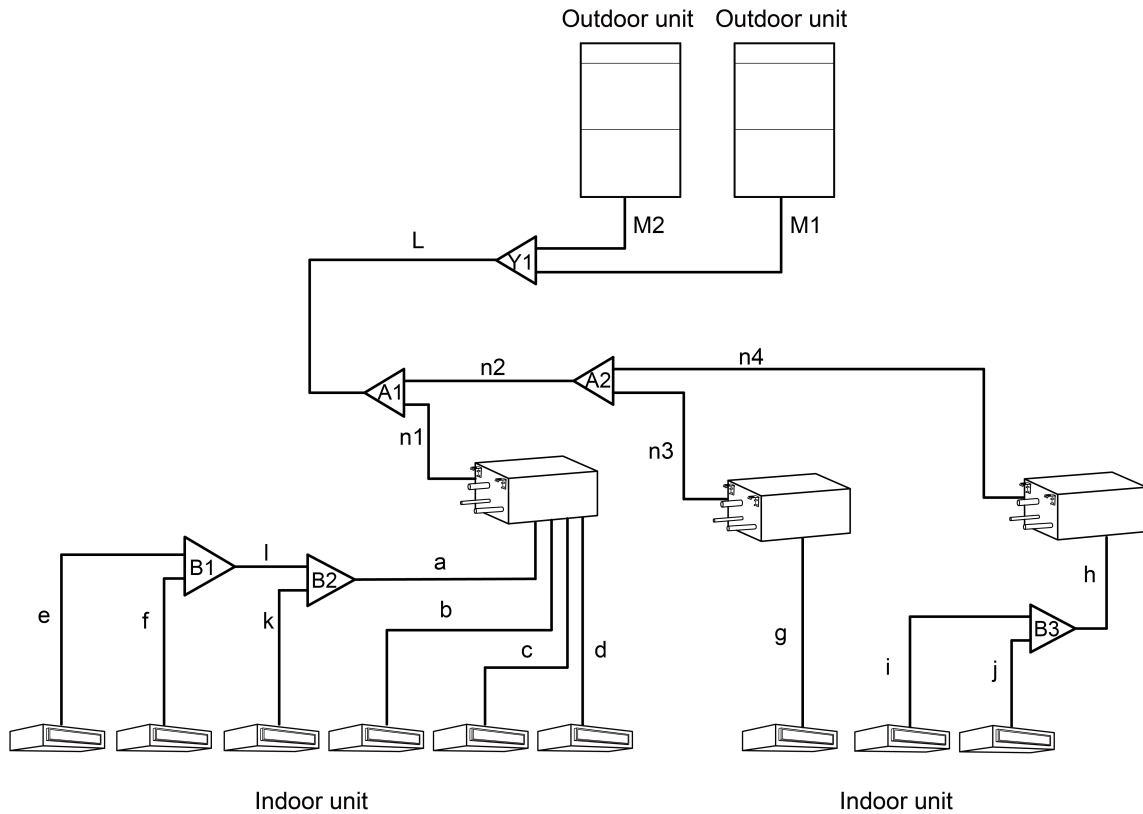 Outdoor unit Outdoor unit
M2 M1
L
Y1
n4
n2
A2
A1
n1
n3
l
a
B1
B2
h
b
e f k
B3
g
c d
i j
Indoor unit Indoor unit